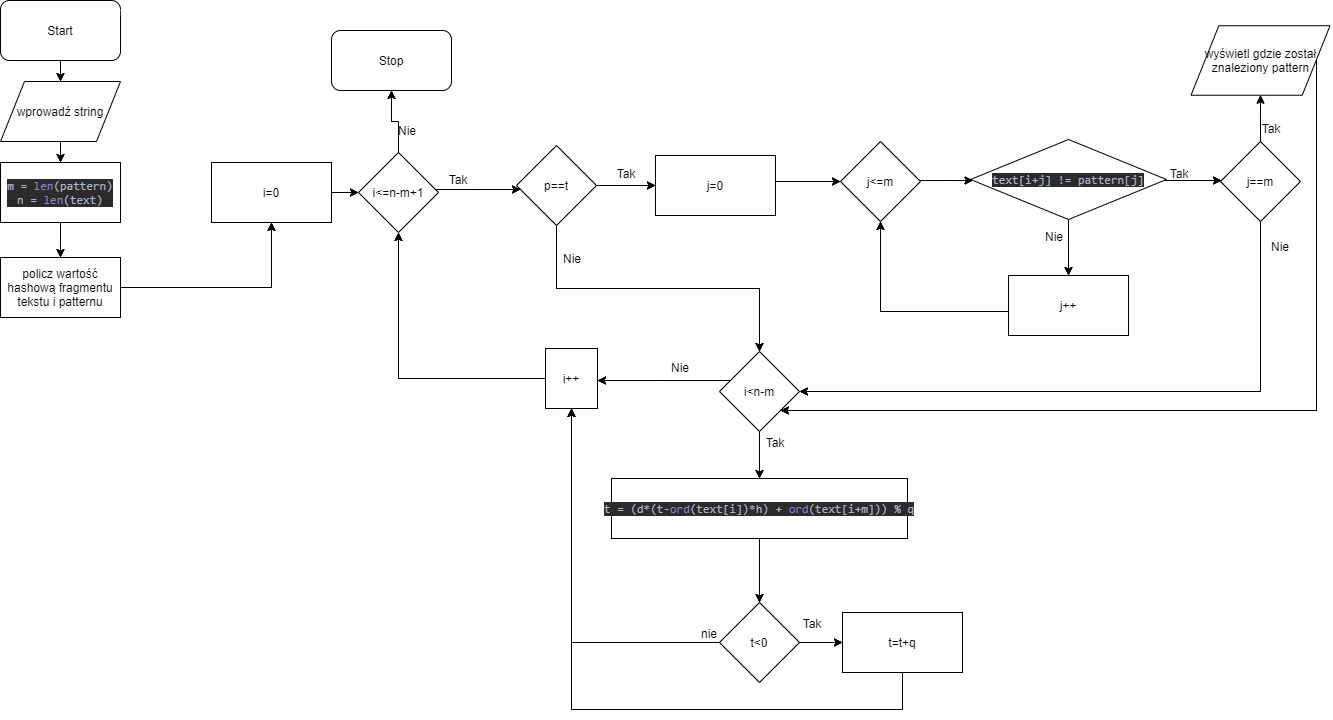 Start
wprowadź string
m = len(pattern)
n = len(text)
policz wartość
hashową fragmentu
tekstu i patternu
i=0
Stop
Nie
i<=n-m+1
Tak
p==t
Tak
Nie
j=0
j<=m
text[i+j] != pattern[j]
Tak
Nie
j++
j==m
Tak
Nie
wyświetl gdzie został
znaleziony pattern
i<n-m
Nie
i++
Tak
t = (d*(t-ord(text[i])*h) + ord(text[i+m])) % q
t<0
nie
Tak
t=t+q